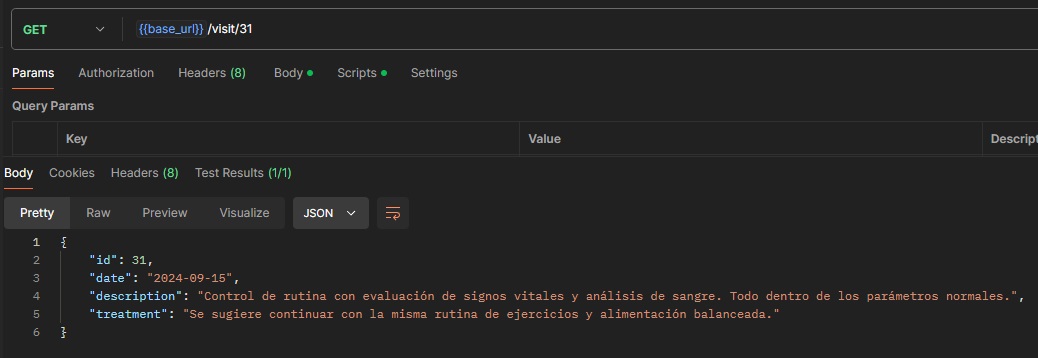 GET {{base_url}} /visit/31
Params Authorization Headers (8) Body Scripts Settings
Query Params
Key Value Descript
Body Cookies Headers (8) Test Results (1/1)
Pretty Raw Preview Visualize JSON
1 {
2 "id": 31,
3 "date": "2024-09-15",
4 "description": "Control de rutina con evaluación de signos vitales y análisis de sangre. Todo dentro de los parámetros normales.",
5 "treatment": "Se sugiere continuar con la misma rutina de ejercicios y alimentación balanceada."
6 }